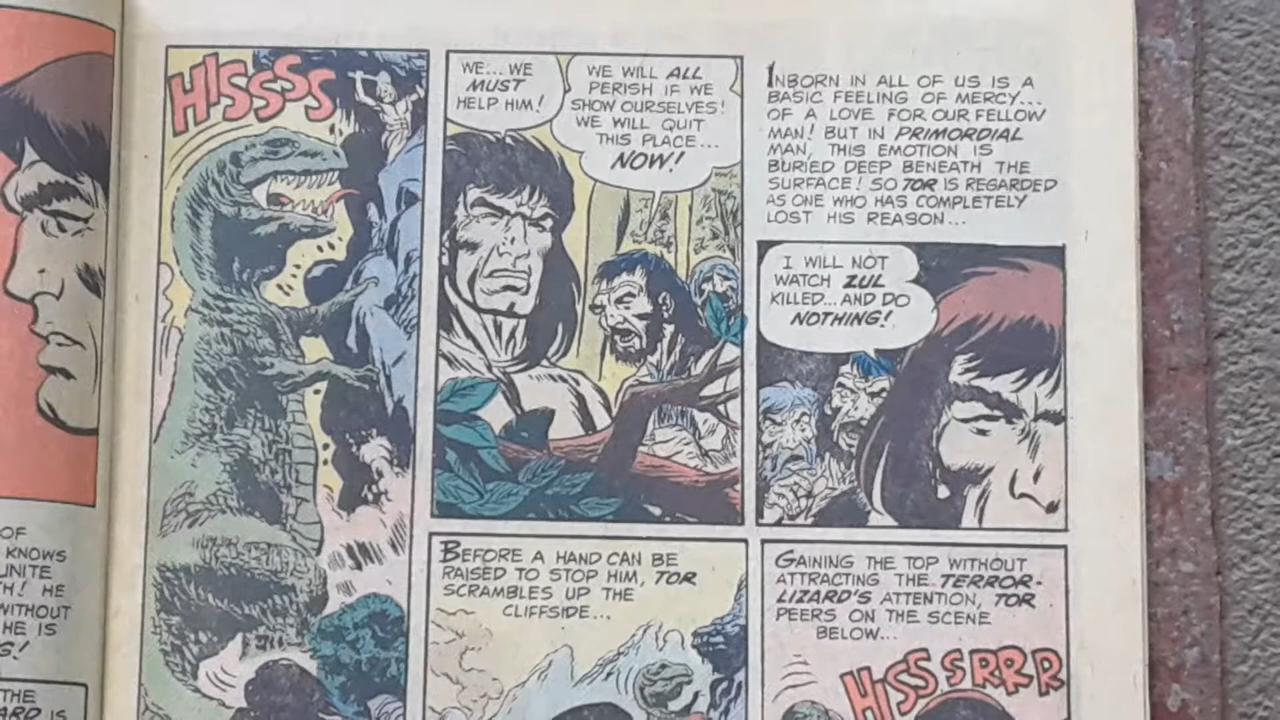 OF
KNOWS
UNITE
H! HE
WITHOUT
HE IS
G!
THE
ARD IS
HISSSSS
WE... WE
MUST
HELP HIM!
WE WILL ALL
PERISH IF WE
SHOW OURSELVES!
WE WILL QUIT
THIS PLACE...
NOW!
INBORN IN ALL OF US IS A
BASIC FEELING OF MERCY...
OF A LOVE FOR OUR FELLOW
MAN! BUT IN PRIMORDIAL
MAN, THIS EMOTION IS
BURIED DEEP BENEATH THE
SURFACE! SO TOR IS REGARDED
AS ONE WHO HAS COMPLETELY
LOST HIS REASON...
I WILL NOT
WATCH ZUL
KILLED... AND DO
NOTHING!
BEFORE A HAND CAN BE
RAISED TO STOP HIM, TOR
SCRAMBLES UP THE
CLIFFSIDE...
GAINING THE TOP WITHOUT
ATTRACTING THE TERROR-
LIZARD'S ATTENTION, TOR
PEERS ON THE SCENE
BELOW...
HISSSRRR